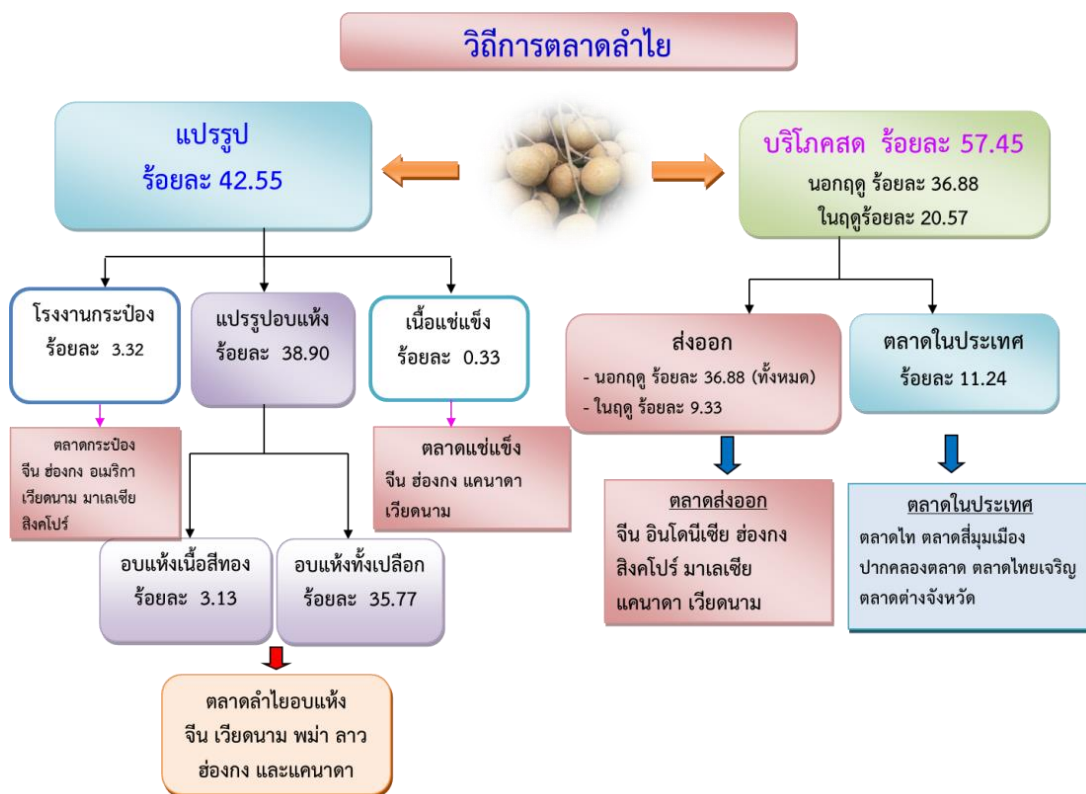 วิถีการตลาดลำไย
แปรรูป
ร้อยละ 42.55
บริโภคสด ร้อยละ 57.45
นอกฤดู ร้อยละ 36.88
ในฤดูร้อยละ 20.57
โรงงานกระป๋อง
ร้อยละ 3.32
แปรรูปอบแห้ง
ร้อยละ 38.90
เนื้อแช่แข็ง
ร้อยละ 0.33
ส่งออก
- นอกฤดู ร้อยละ 36.88 (ทั้งหมด)
- ในฤดู ร้อยละ 9.33
ตลาดในประเทศ
ร้อยละ 11.24
ตลาดกระป๋อง
จีน ฮ่องกง อเมริกา
เวียดนาม มาเลเซีย
สิงคโปร์
ตลาดแช่แข็ง
จีน ฮ่องกง แคนาดา
เวียดนาม
ตลาดส่งออก
จีน อินโดนีเซีย ฮ่องกง
สิงคโปร์ มาเลเซีย
แคนาดา เวียดนาม
ตลาดในประเทศ
ตลาดไท ตลาดสี่มุมเมือง
ปากคลองตลาด ตลาดไทยเจริญ
ตลาดต่างจังหวัด
อบแห้งเนื้อสีทอง
ร้อยละ 3.13
อบแห้งทั้งเปลือก
ร้อยละ 35.77
ตลาดลำไยอบแห้ง
จีน เวียดนาม พม่า ลาว
ฮ่องกง และแคนาดา